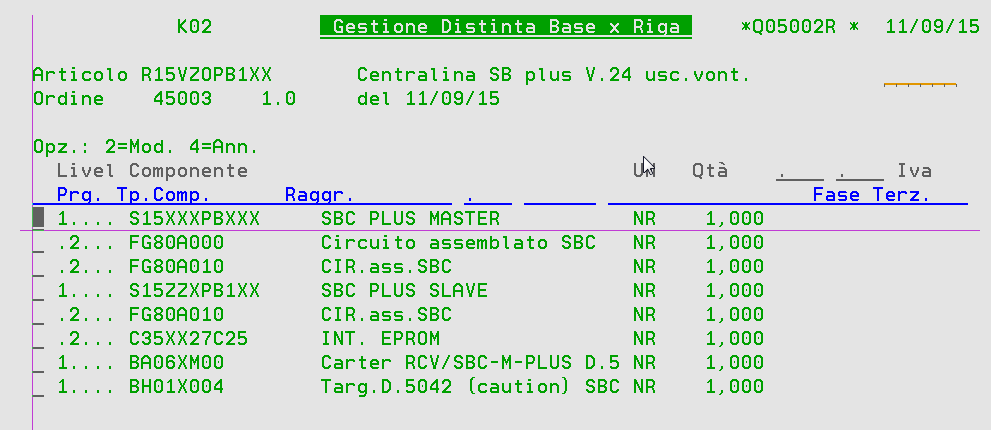 K02 Gestione Distinta Base x Riga *Q05002R * 11/09/15
Articolo R15VZOPB1XX Centralina SB plus V.24 usc.vont.
Ordine 45003 1.0 del 11/09/15
Opz.: 2=Mod. 4=Ann.
Livel Componente UM Qtà . . Iva
Prg. Tp.Comp. Raggr. . Fase Terz.
1.... S15XXXPBXXX SBC PLUS MASTER NR 1,000
.2... FG80A000 Circuito assemblato SBC NR 1,000
.2... FG80A010 CIR.ass.SBC NR 1,000
1.... S15ZZXPB1XX SBC PLUS SLAVE NR 1,000
.2... FG80A010 CIR.ass.SBC NR 1,000
.2... C35XX27C25 INT. EPROM NR 1,000
1.... BA06XM00 Carter RCV/SBC-M-PLUS D.5 NR 1,000
1.... BH01X004 Targ.D.5042 (caution) SBC NR 1,000